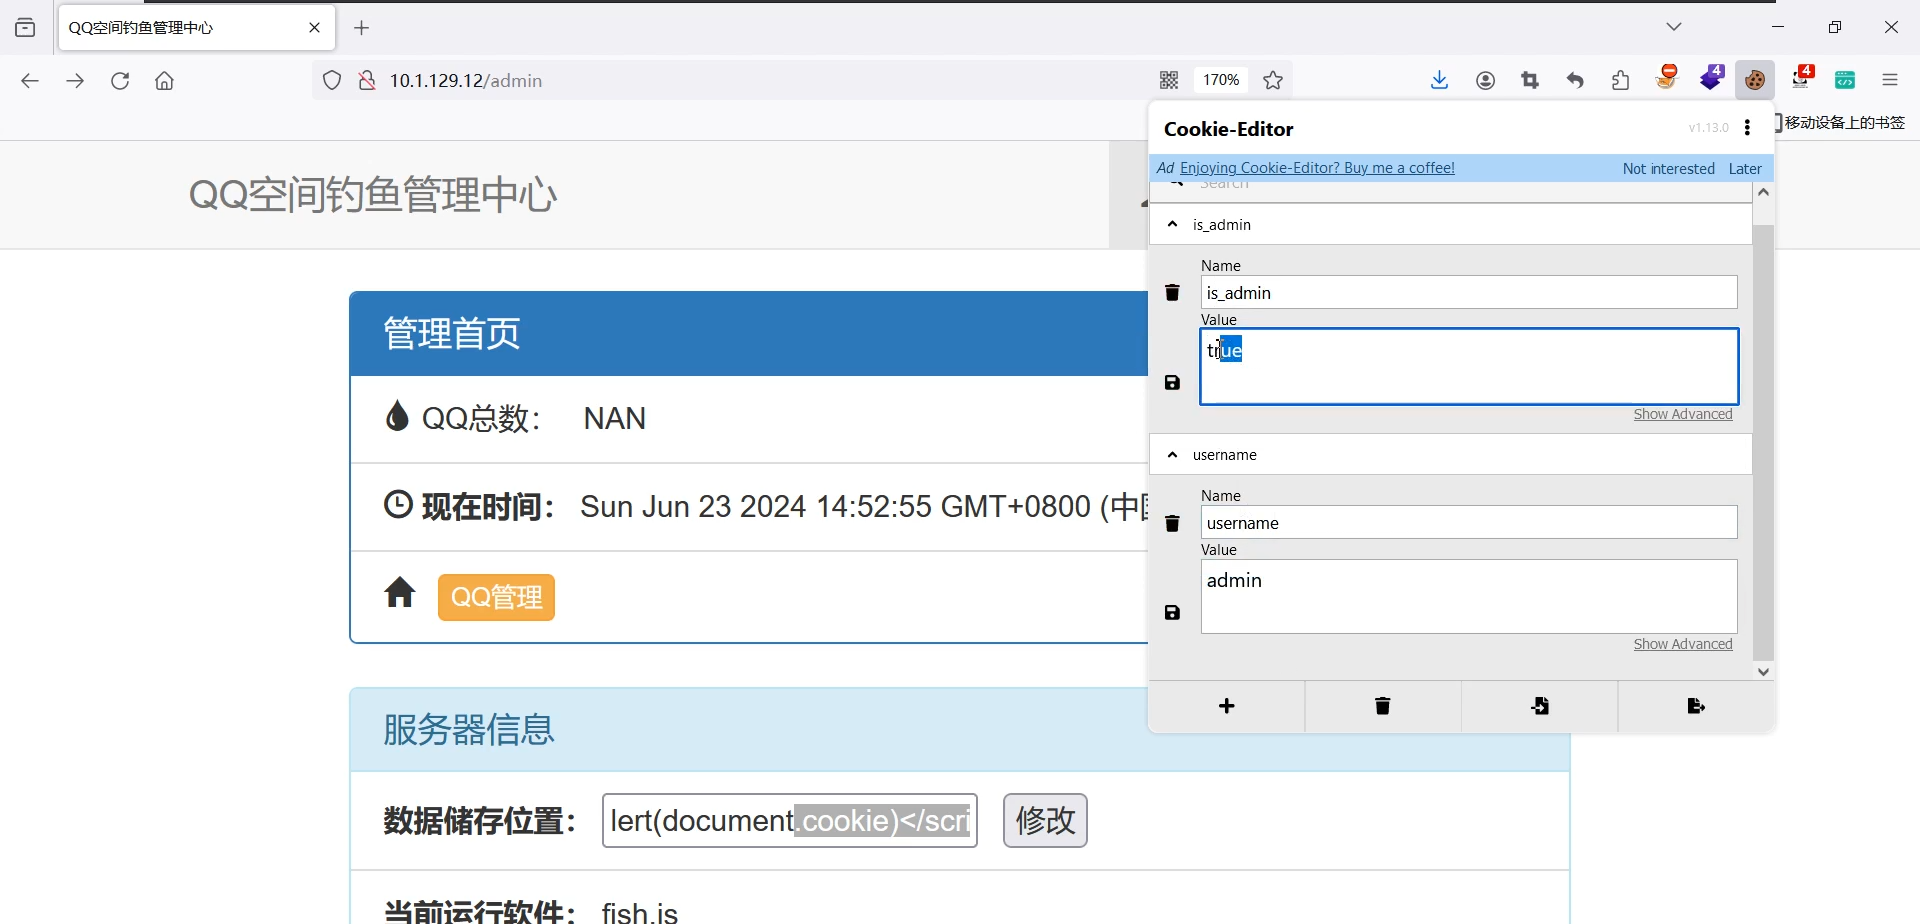 QQ空间钓鱼管理中心
10.1.129.12/admin
170%
4
4
移动设备上的书签
Cookie-Editor
v1.13.0
Ad Enjoying Cookie-Editor? Buy me a coffee!
Not interested
Later
Search
QQ空间钓鱼管理中心
is_admin
Name
is_admin
Value
true
Show Advanced
username
Name
username
Value
admin
Show Advanced
管理首页
QQ总数： NAN
现在时间： Sun Jun 23 2024 14:52:55 GMT+0800 (中
QQ管理
服务器信息
数据储存位置： lert(document.cookie)</scri 修改
当前运行软件： fish.js